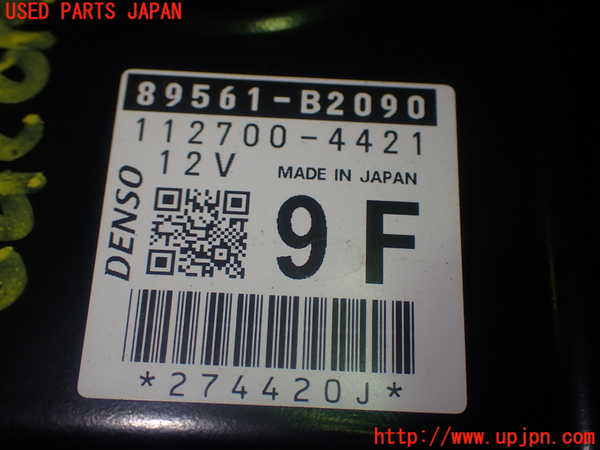 USED PARTS JAPAN
89561-B2090
112700-4421
12V MADE IN JAPAN
DENSO
9F
*274420J*
http://www.upjpn.com/